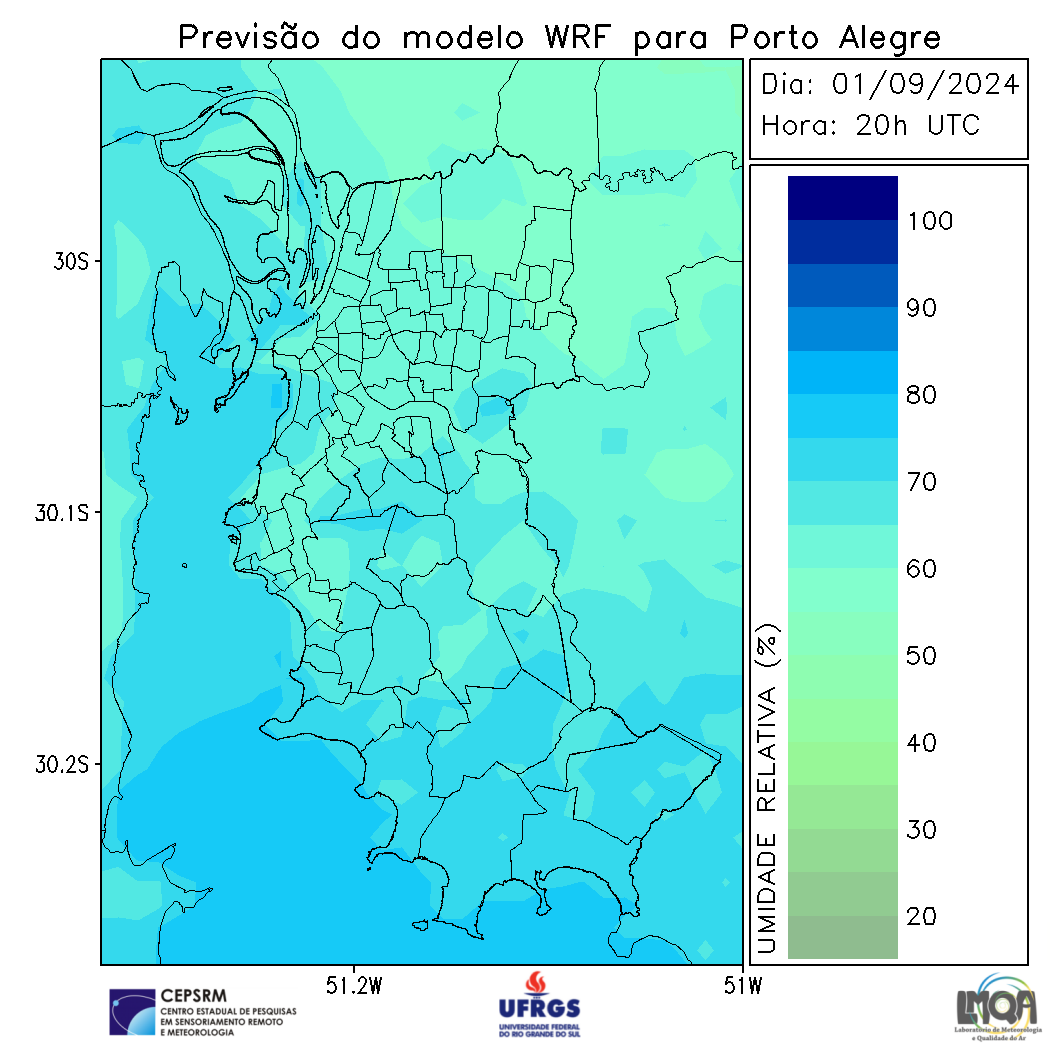 Previsão do modelo WRF para Porto Alegre
Dia: 01/09/2024
Hora: 20h UTC
30S
30.1S
30.2S
51.2W
51W
UMIDADE RELATIVA (%)
100
90
80
70
60
50
40
30
20
CEPSRM
CENTRO ESTADUAL DE PESQUISAS
EM SENSORIAMENTO REMOTO
E METEOROLOGIA
UFRGS
UNIVERSIDADE FEDERAL
DO RIO GRANDE DO SUL
LMQA
Laboratório de Meteorologia
e Qualidade do Ar